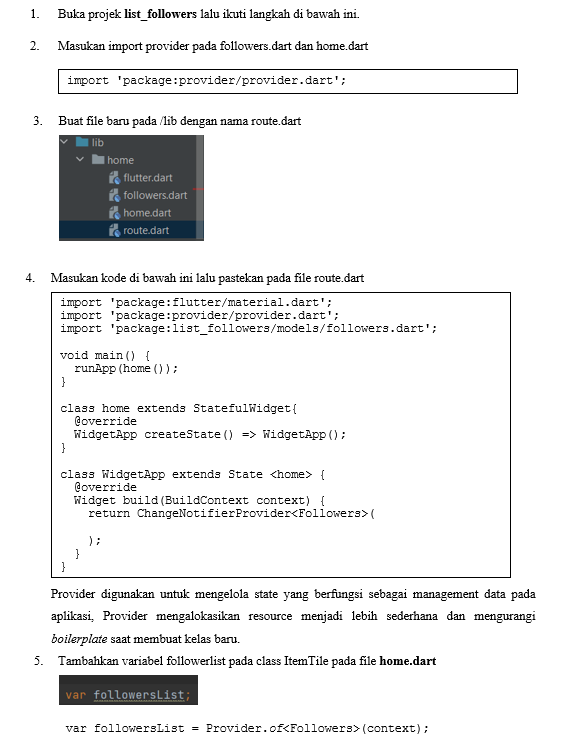 1. Buka projek list_followers lalu ikuti langkah di bawah ini.
2. Masukan import provider pada followers.dart dan home.dart
import 'package:provider/provider.dart';
3. Buat file baru pada /lib dengan nama route.dart
lib
home
flutter.dart
followers.dart
home.dart
route.dart
4. Masukan kode di bawah ini lalu pastekan pada file route.dart
import 'package:flutter/material.dart';
import 'package:provider/provider.dart';
import 'package:list_followers/models/followers.dart';
void main() {
runApp(home());
}
class home extends StatefulWidget{
@override
WidgetApp createState() => WidgetApp();
}
class WidgetApp extends State <home> {
@override
Widget build(BuildContext context) {
return ChangeNotifierProvider<Followers>(
);
}
}
Provider digunakan untuk mengelola state yang berfungsi sebagai management data pada
aplikasi, Provider mengalokasikan resource menjadi lebih sederhana dan mengurangi
boilerplate saat membuat kelas baru.
5. Tambahkan variabel followerlist pada class ItemTile pada file home.dart
var followersList;
var followersList = Provider.of<Followers>(context);